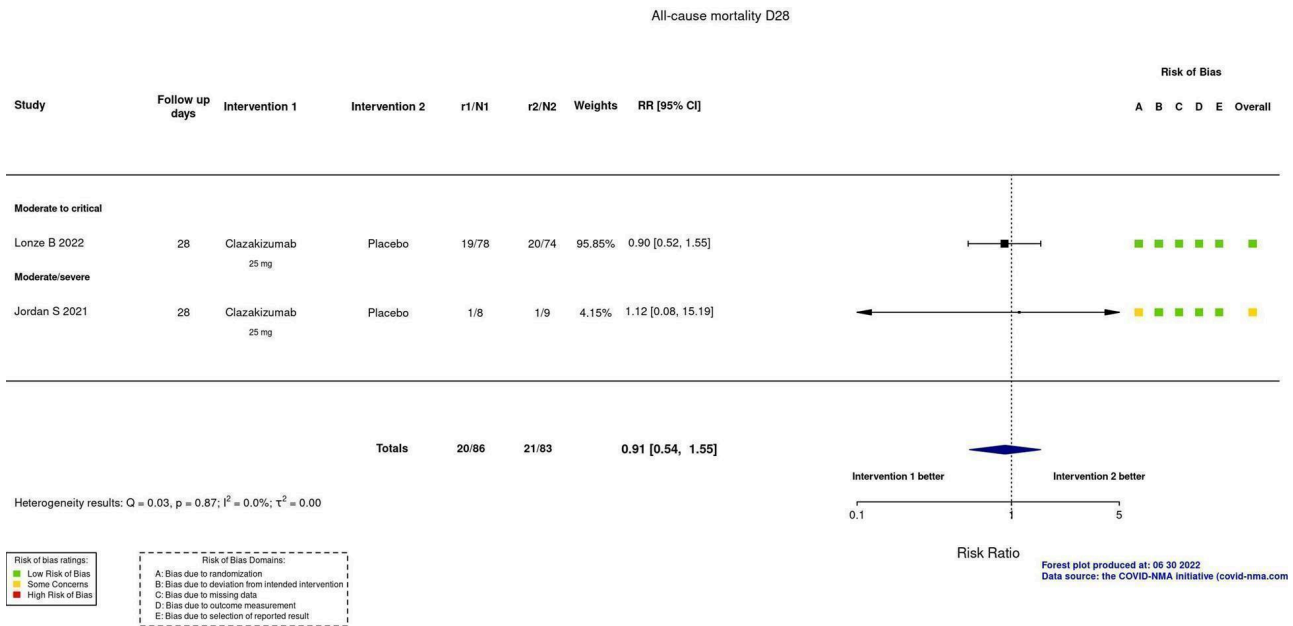 All-cause mortality D28
Risk of Bias
Study Follow up days Intervention 1 Intervention 2 r1/N1 r2/N2 Weights RR [95% CI] A B C D E Overall
Moderate to critical
Lonze B 2022 28 Clazakizumab Placebo 19/78 20/74 95.85% 0.90 [0.52, 1.55]
25 mg
Moderate/severe
Jordan S 2021 28 Clazakizumab Placebo 1/8 1/9 4.15% 1.12 [0.08, 15.19]
25 mg
Totals 20/86 21/83 0.91 [0.54, 1.55]
Intervention 1 better Intervention 2 better
Heterogeneity results: Q = 0.03, p = 0.87; I² = 0.0%; τ² = 0.00
0.1 1 5
Risk Ratio
Risk of bias ratings:
Low Risk of Bias
Some Concerns
High Risk of Bias
Risk of Bias Domains:
A: Bias due to randomization
B: Bias due to deviation from intended intervention
C: Bias due to missing data
D: Bias due to outcome measurement
E: Bias due to selection of reported result
Forest plot produced at: 06 30 2022
Data source: the COVID-NMA initiative (covid-nma.com